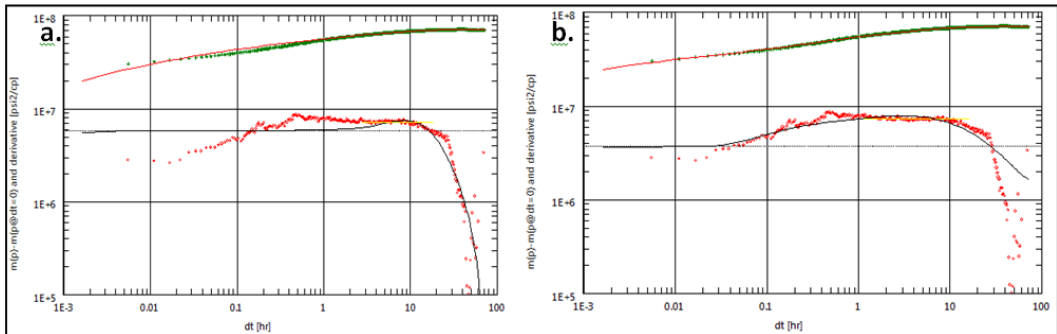 a.
1E+8
1E+7
1E+6
1E+5
1E-3
0.01
0.1
1
10
100
dt [hr]
m(p)-m(p@dt=0) and derivative [psi2/cp]
b.
1E+8
1E+7
1E+6
1E+5
1E-3
0.01
0.1
1
10
100
dt [hr]
m(p)-m(p@dt=0) and derivative [psi2/cp]